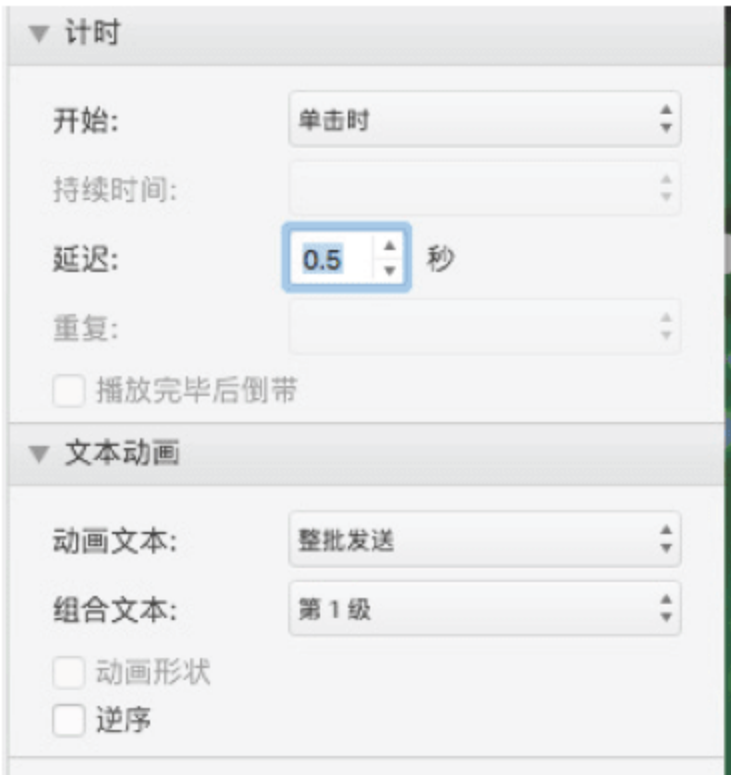 计时
开始: 单击时
持续时间:
延迟: 0.5 秒
重复:
播放完毕后倒带
文本动画
动画文本: 整批发送
组合文本: 第 1 级
动画形状
逆序